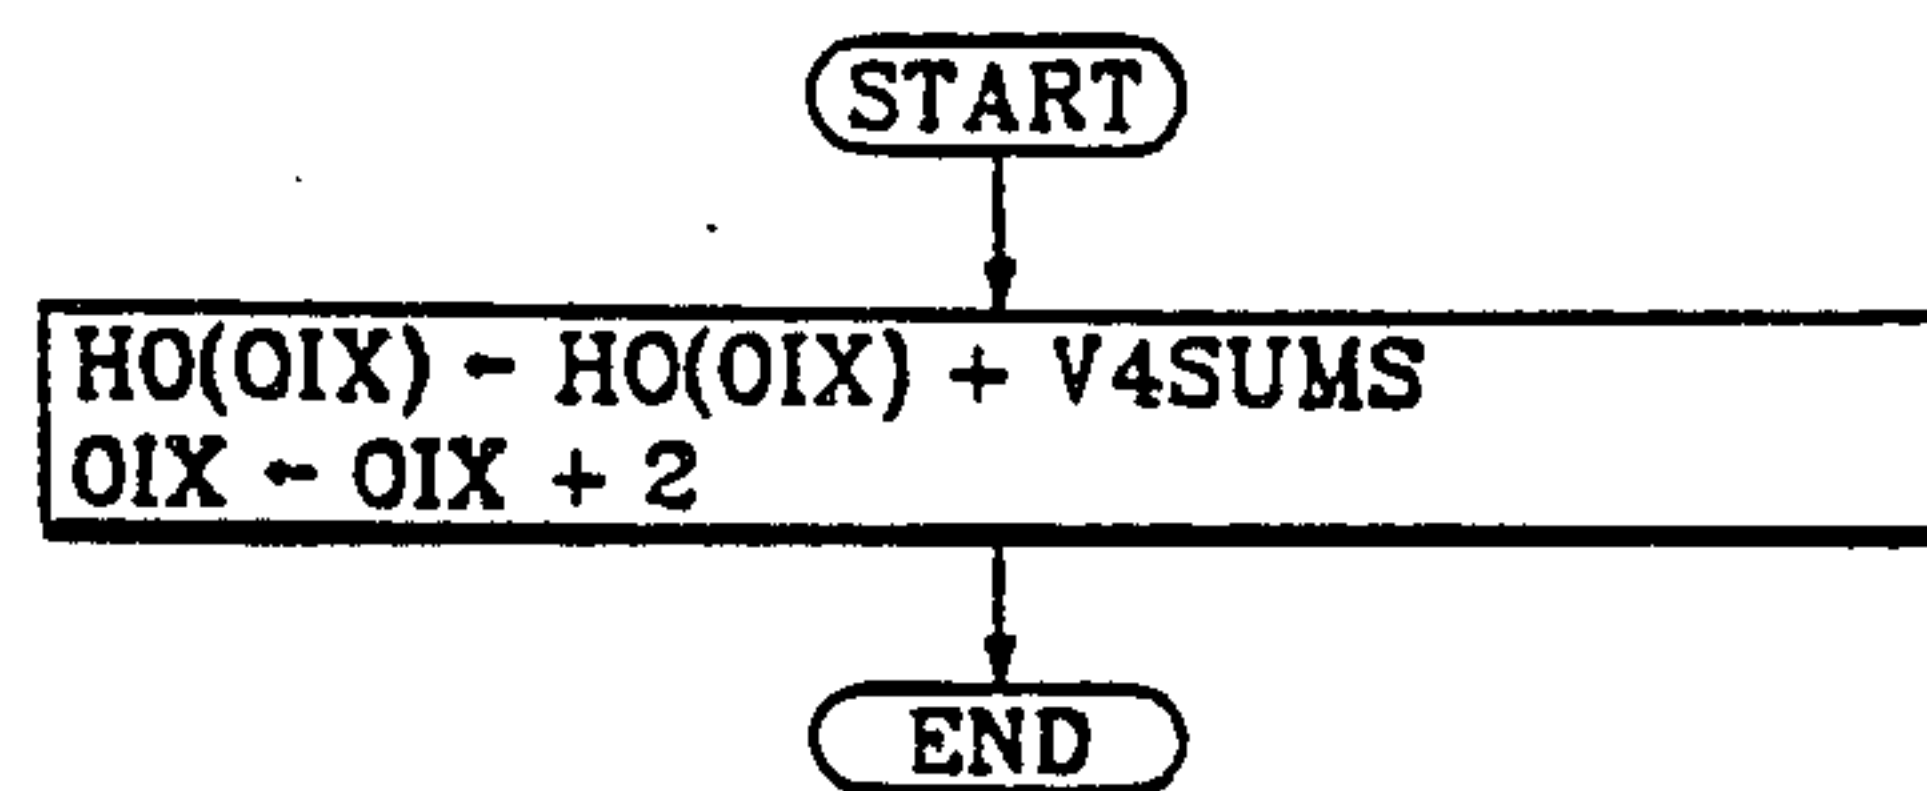 START
HO(OIX) ← HO(OIX) + V4SUMS
OIX ← OIX + 2
END